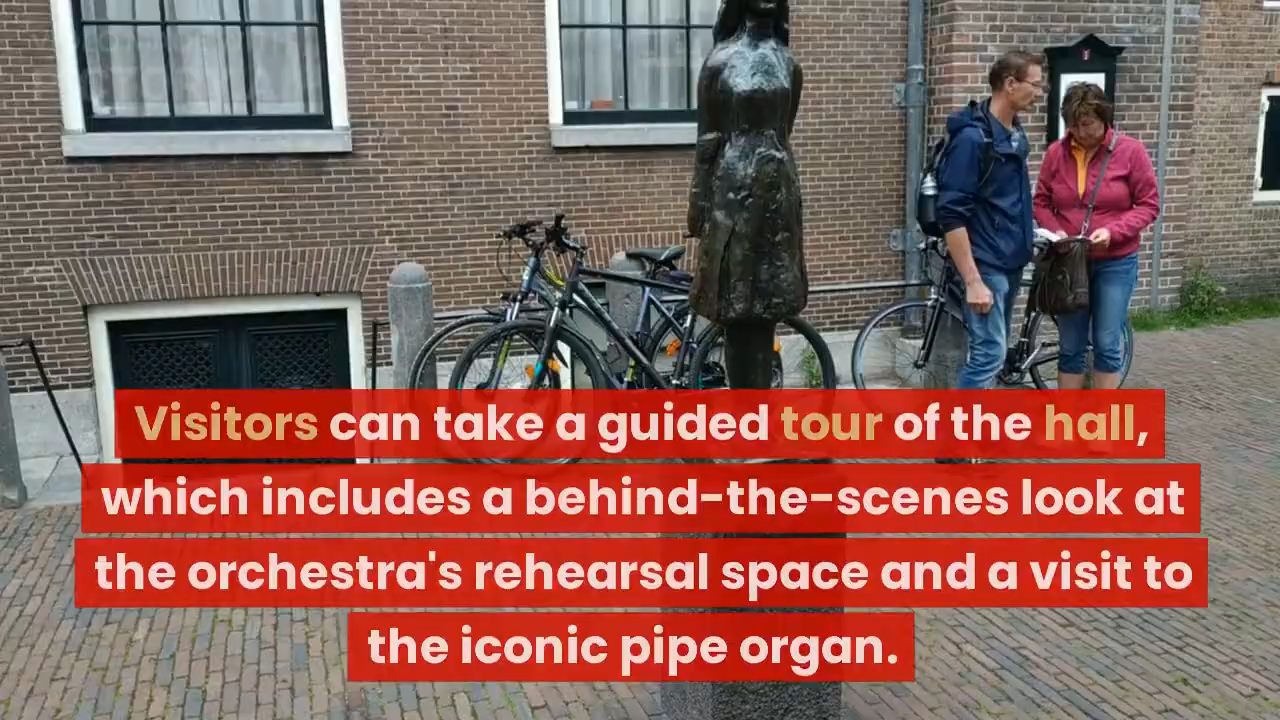 Visitors can take a guided tour of the hall,
which includes a behind-the-scenes look at
the orchestra's rehearsal space and a visit to
the iconic pipe organ.